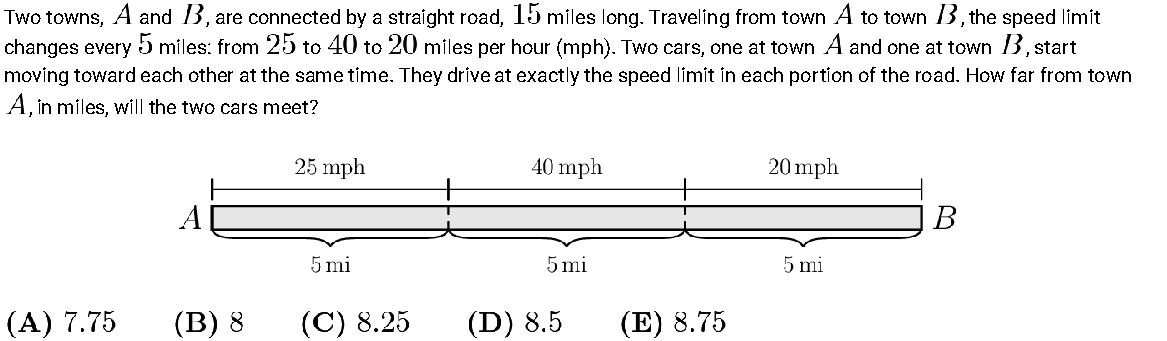 Two towns, A and B, are connected by a straight road, 15 miles long. Traveling from town A to town B, the speed limit
changes every 5 miles: from 25 to 40 to 20 miles per hour (mph). Two cars, one at town A and one at town B, start
moving toward each other at the same time. They drive at exactly the speed limit in each portion of the road. How far from town
A, in miles, will the two cars meet?
25 mph 40 mph 20 mph
A B
5 mi 5 mi 5 mi
(A) 7.75 (B) 8 (C) 8.25 (D) 8.5 (E) 8.75